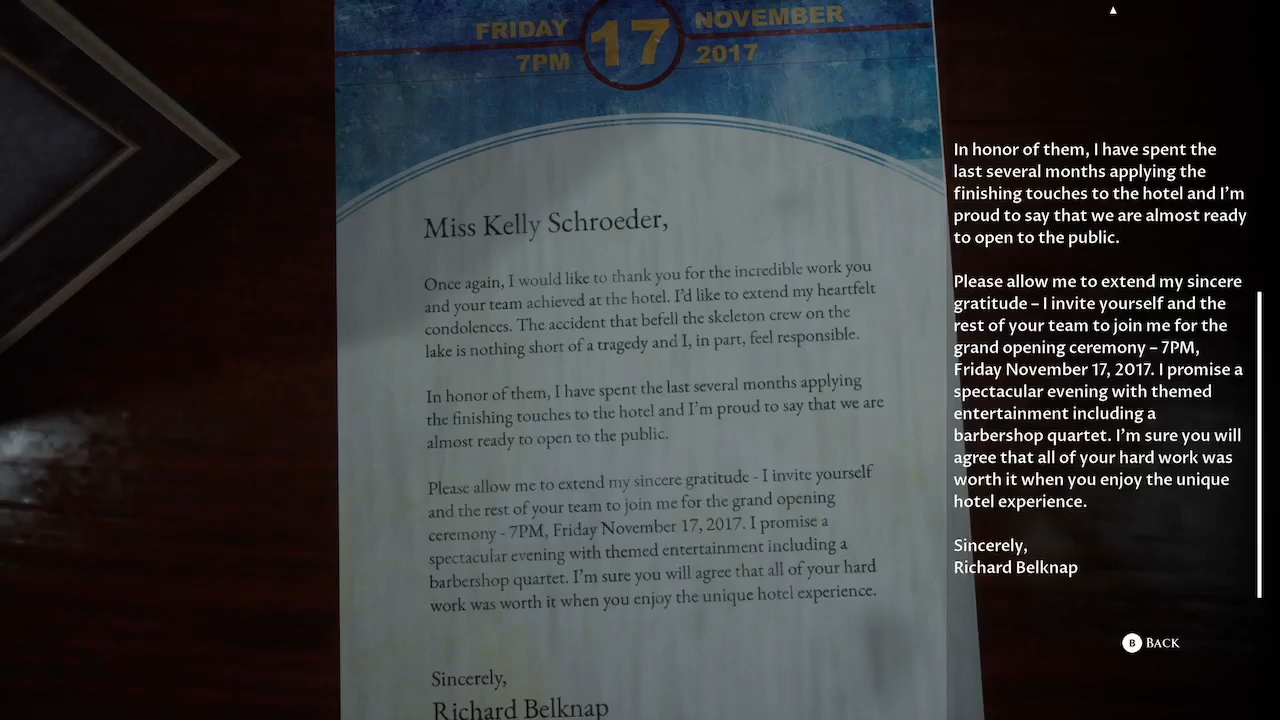 FRIDAY 17 NOVEMBER
7PM 2017
Miss Kelly Schroeder,
Once again, I would like to thank you for the incredible work you
and your team achieved at the hotel. I'd like to extend my heartfelt
condolences. The accident that befell the skeleton crew on the
lake is nothing short of a tragedy and I, in part, feel responsible.
In honor of them, I have spent the last several months applying
the finishing touches to the hotel and I'm proud to say that we are
almost ready to open to the public.
Please allow me to extend my sincere gratitude - I invite yourself
and the rest of your team to join me for the grand opening
ceremony - 7PM, Friday November 17, 2017. I promise a
spectacular evening with themed entertainment including a
barbershop quartet. I'm sure you will agree that all of your hard
work was worth it when you enjoy the unique hotel experience.
Sincerely,
Richard Belknap
In honor of them, I have spent the
last several months applying the
finishing touches to the hotel and I'm
proud to say that we are almost ready
to open to the public.
Please allow me to extend my sincere
gratitude – I invite yourself and the
rest of your team to join me for the
grand opening ceremony – 7PM,
Friday November 17, 2017. I promise a
spectacular evening with themed
entertainment including a
barbershop quartet. I'm sure you will
agree that all of your hard work was
worth it when you enjoy the unique
hotel experience.
Sincerely,
Richard Belknap
B BACK